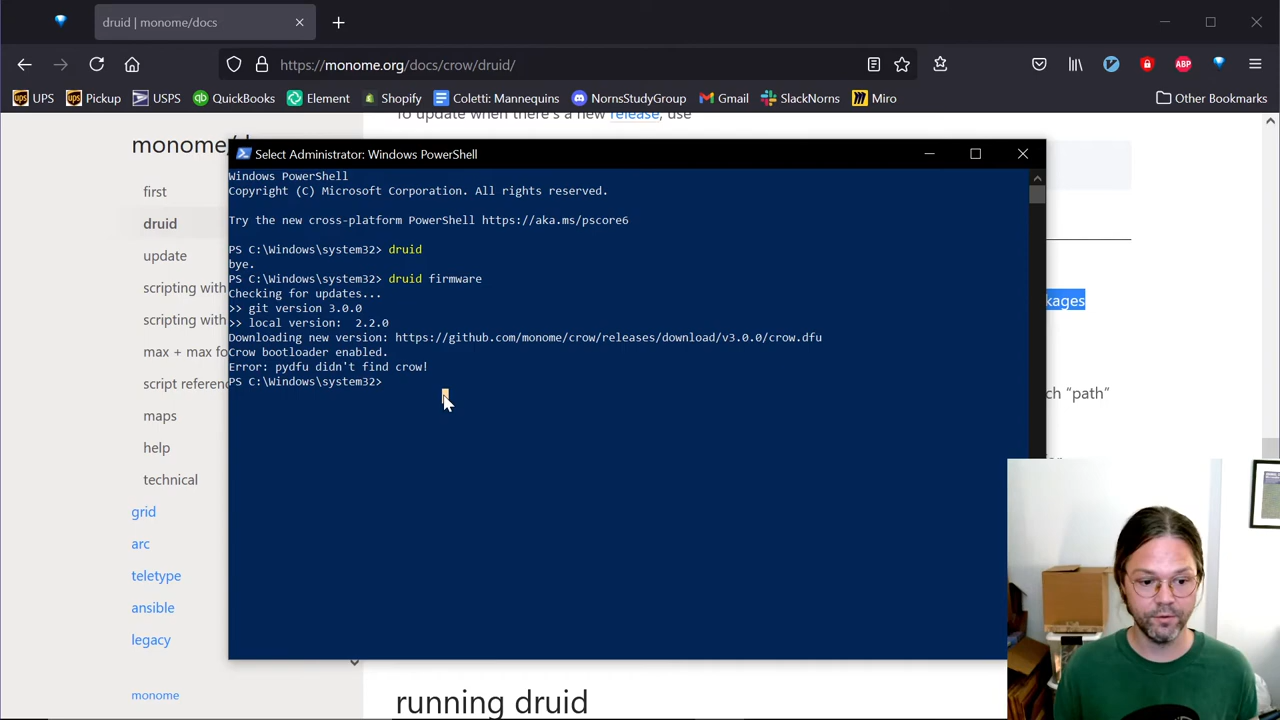 druid | monome/docs
https://monome.org/docs/crow/druid/
UPS
Pickup
USPS
QuickBooks
Element
Shopify
Coletti: Mannequins
NornsStudyGroup
Gmail
SlackNorns
Miro
Other Bookmarks
ABP
To update when there's a new release, use
monome/d
first
druid
update
scripting with
scripting with
max + max fo
script referenc
maps
help
technical
grid
arc
teletype
ansible
legacy
monome
Select Administrator: Windows PowerShell
Windows PowerShell
Copyright (C) Microsoft Corporation. All rights reserved.
Try the new cross-platform PowerShell https://aka.ms/pscore6
PS C:\Windows\system32> druid
bye.
PS C:\Windows\system32> druid firmware
Checking for updates...
>> git version 3.0.0
>> local version:  2.2.0
Downloading new version: https://github.com/monome/crow/releases/download/v3.0.0/crow.dfu
Crow bootloader enabled.
Error: pydfu didn't find crow!
PS C:\Windows\system32>
kages
ch “path”
running druid